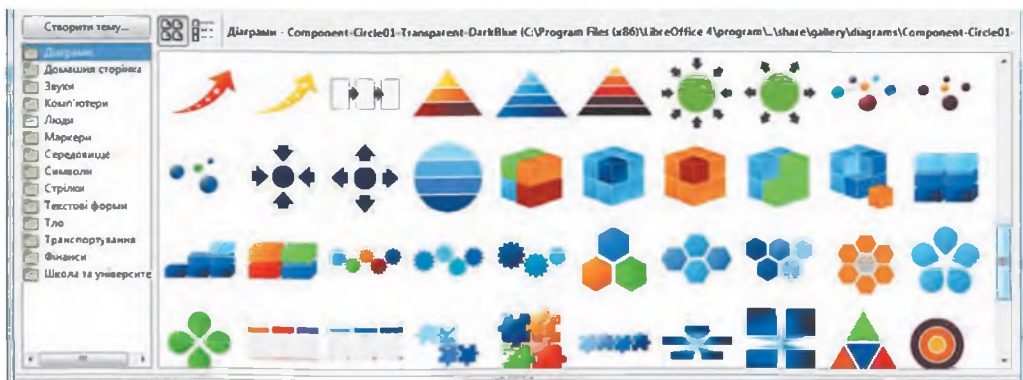 Створити тему...
Діаграми - Component-Circle01-Transparent-DarkBlue (C:\Program Files (x86)\LibreOffice 4\program\..\share\gallery\diagrams\Component-Circle01-
Діаграми
Домашня сторінка
Звуки
Комп'ютери
Люди
Маркери
Середовище
Символи
Стрілки
Текстові форми
Тло
Транспортування
Фінанси
Школа та університе